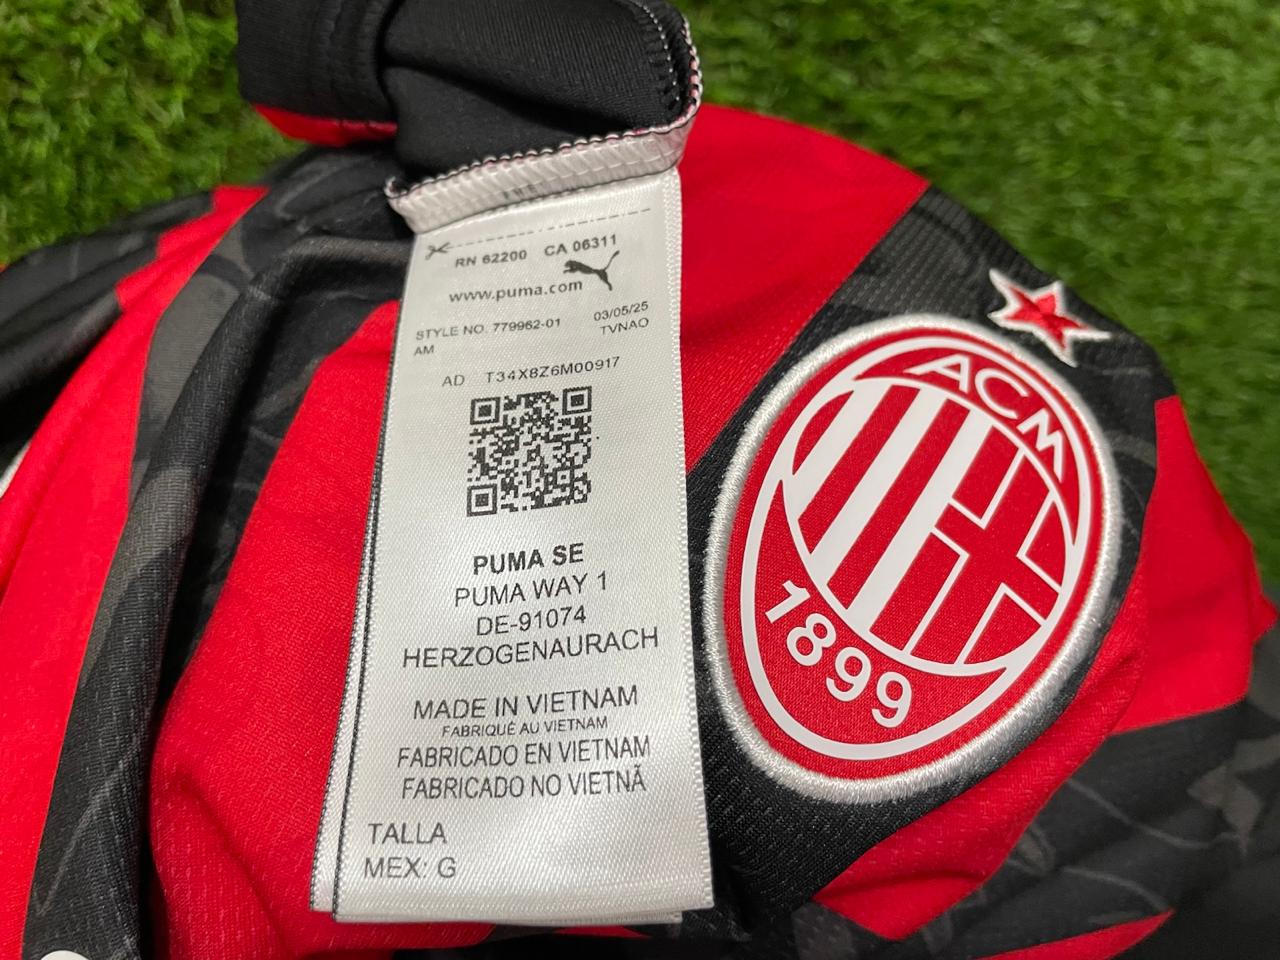 RN 62200 CA 06311
www.puma.com
STYLE NO. 779962-01 03/05/25
AM TVNAO
AD T34X8Z6M00917
PUMA SE
PUMA WAY 1
DE-91074
HERZOGENAURACH
MADE IN VIETNAM
FABRIQUÉ AU VIETNAM
FABRICADO EN VIETNAM
FABRICADO NO VIETNÃ
TALLA
MEX: G
ACM
1899